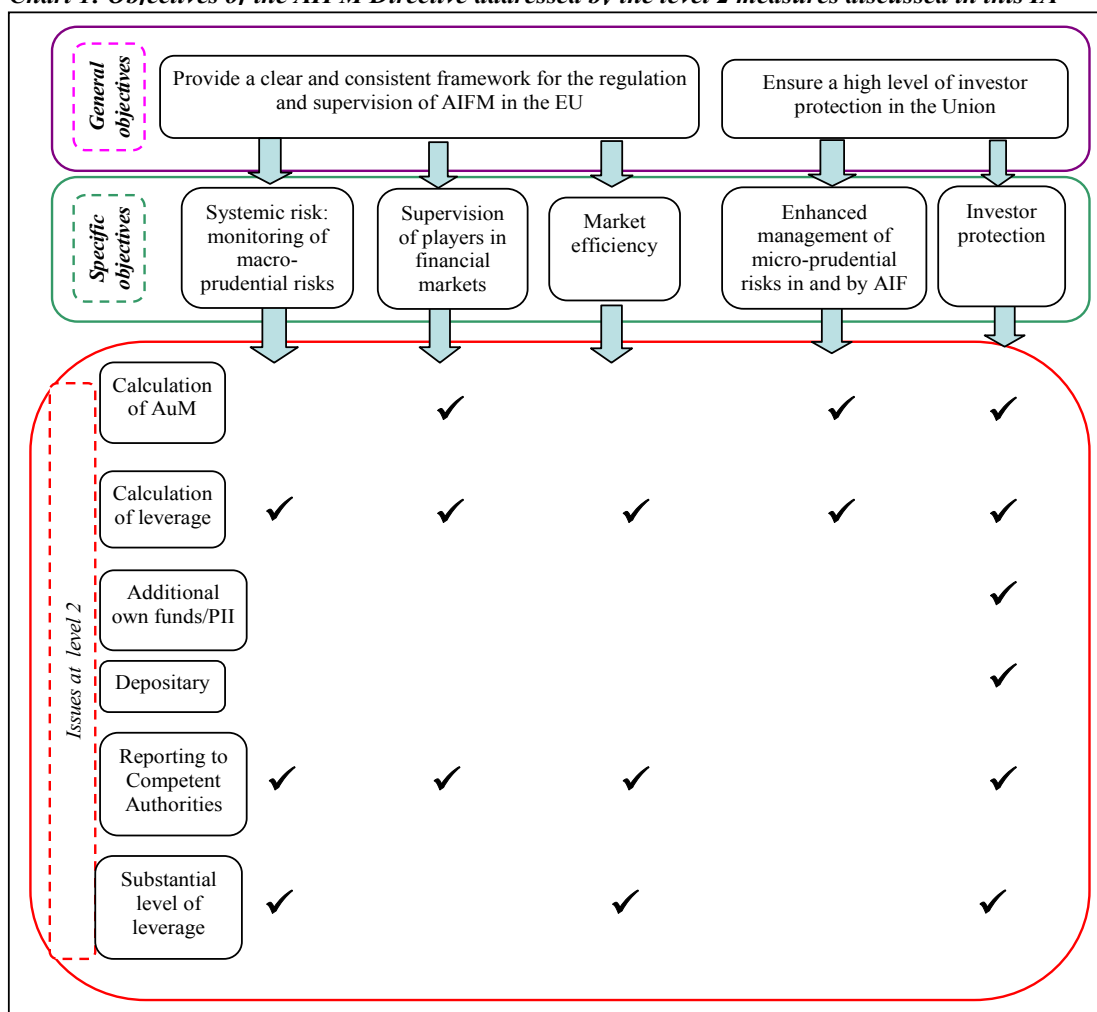 Chart 1: Objectives of the AIFM Directive addressed by the level 2 measures discussed in this IA
General
objectives
Provide a clear and consistent framework for the regulation
and supervision of AIFM in the EU
Ensure a high level of investor
protection in the Union
Specific
objectives
Systemic risk:
monitoring of
macro-
prudential risks
Supervision
of players in
financial
markets
Market
efficiency
Enhanced
management of
micro-prudential
risks in and by AIF
Investor
protection
Issues at level 2
Calculation
of AuM
✓ ✓ ✓
Calculation
of leverage
✓ ✓ ✓ ✓ ✓
Additional
own funds/PII
✓
Depositary
✓
Reporting to
Competent
Authorities
✓ ✓ ✓ ✓
Substantial
level of
leverage
✓ ✓ ✓